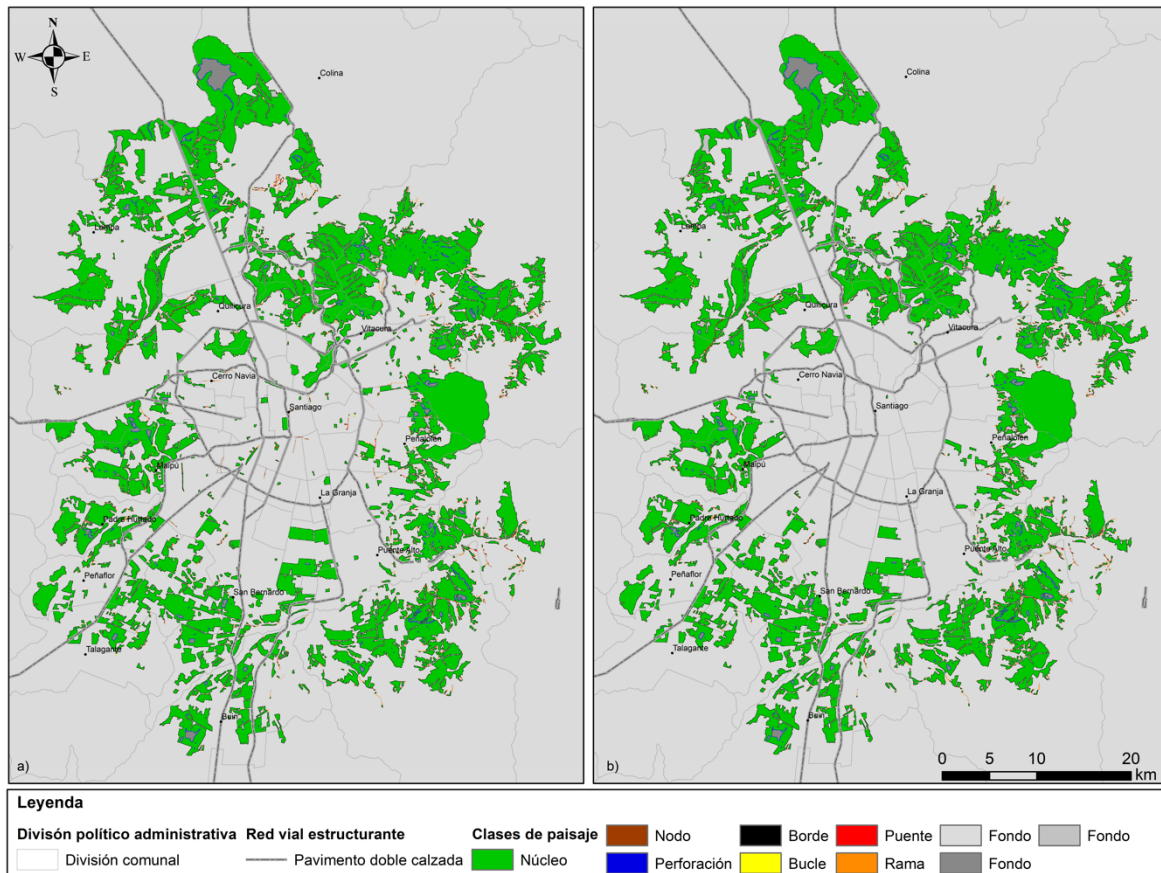 N
W E
S
Colina
Lampa
Quilicura
Vitacura
Cerro Navia
Santiago
Peñalolén
Maipú
La Granja
Padre Hurtado
Puente Alto
Peñaflor
San Bernardo
Talagante
Buin
a)
Colina
Lampa
Quilicura
Vitacura
Cerro Navia
Santiago
Peñalolén
Maipú
La Granja
Padre Hurtado
Puente Alto
Peñaflor
San Bernardo
Talagante
Buin
b)
0 5 10 20
km
Leyenda
Divisón político administrativa Red vial estructurante Clases de paisaje
División comunal Pavimento doble calzada Núcleo
Nodo Borde Puente Fondo Fondo
Perforación Bucle Rama Fondo